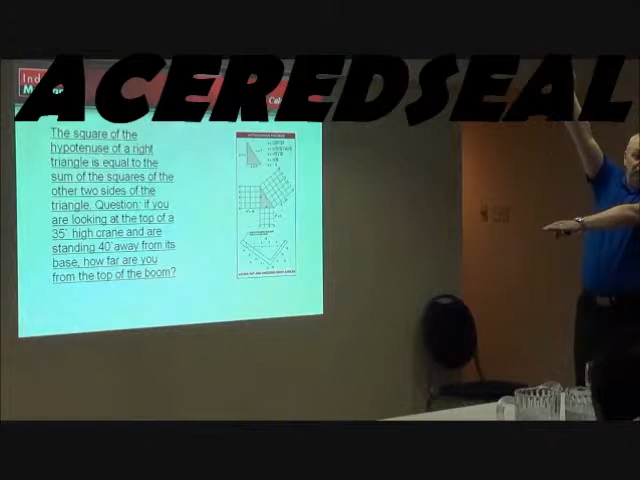 ACEREDSEAL
The square of the
hypotenuse of a right
triangle is equal to the
sum of the squares of the
other two sides of the
triangle. Question: if you
are looking at the top of a
35' high crane and are
standing 40' away from its
base, how far are you
from the top of the boom?